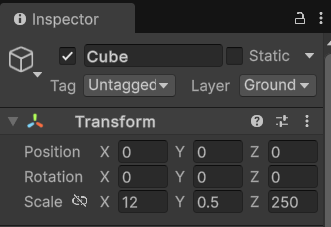 Inspector
Cube Static
Tag Untagged Layer Ground
Transform
Position X 0 Y 0 Z 0
Rotation X 0 Y 0 Z 0
Scale X 12 Y 0.5 Z 250